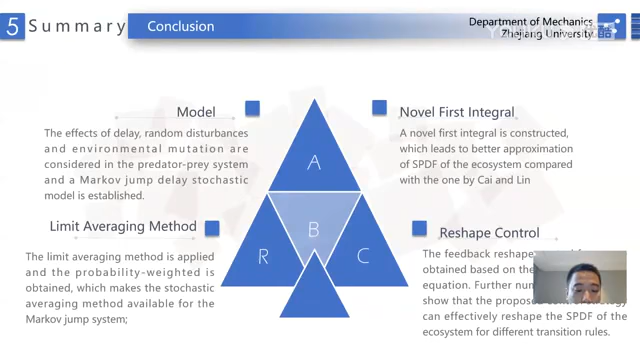 5 Summary Conclusion
Department of Mechanics
Zhejiang University
Model
The effects of delay, random disturbances
and environmental mutation are
considered in the predator-prey system
and a Markov jump delay stochastic
model is established.
Novel First Integral
A novel first integral is constructed,
which leads to better approximation
of SPDF of the ecosystem compared
with the one by Cai and Lin
A
B
R
C
Limit Averaging Method
The limit averaging method is applied
and the probability-weighted is
obtained, which makes the stochastic
averaging method available for the
Markov jump system;
Reshape Control
The feedback reshape
obtained based on the
equation. Further
show that the proposed
can effectively reshape the SPDF of the
ecosystem for different transition rules.